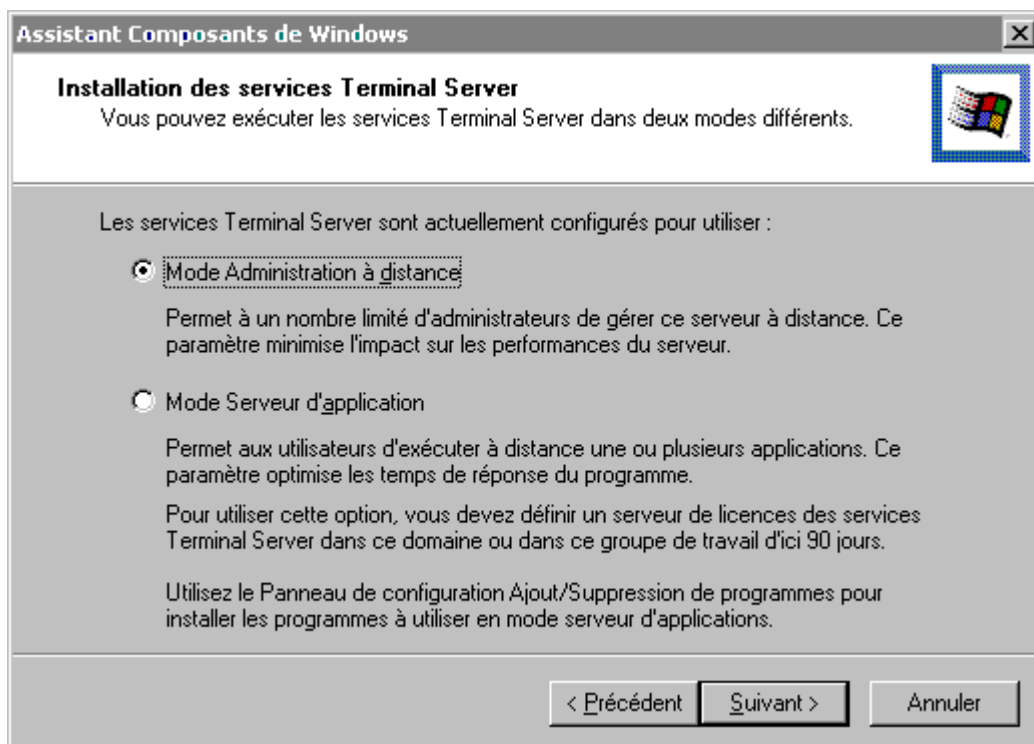 Assistant Composants de Windows
Installation des services Terminal Server
Vous pouvez exécuter les services Terminal Server dans deux modes différents.
Les services Terminal Server sont actuellement configurés pour utiliser :
Mode Administration à distance
Permet à un nombre limité d'administrateurs de gérer ce serveur à distance. Ce
paramètre minimise l'impact sur les performances du serveur.
Mode Serveur d'application
Permet aux utilisateurs d'exécuter à distance une ou plusieurs applications. Ce
paramètre optimise les temps de réponse du programme.
Pour utiliser cette option, vous devez définir un serveur de licences des services
Terminal Server dans ce domaine ou dans ce groupe de travail d'ici 90 jours.
Utilisez le Panneau de configuration Ajout/Suppression de programmes pour
installer les programmes à utiliser en mode serveur d'applications.
< Précédent Suivant > Annuler